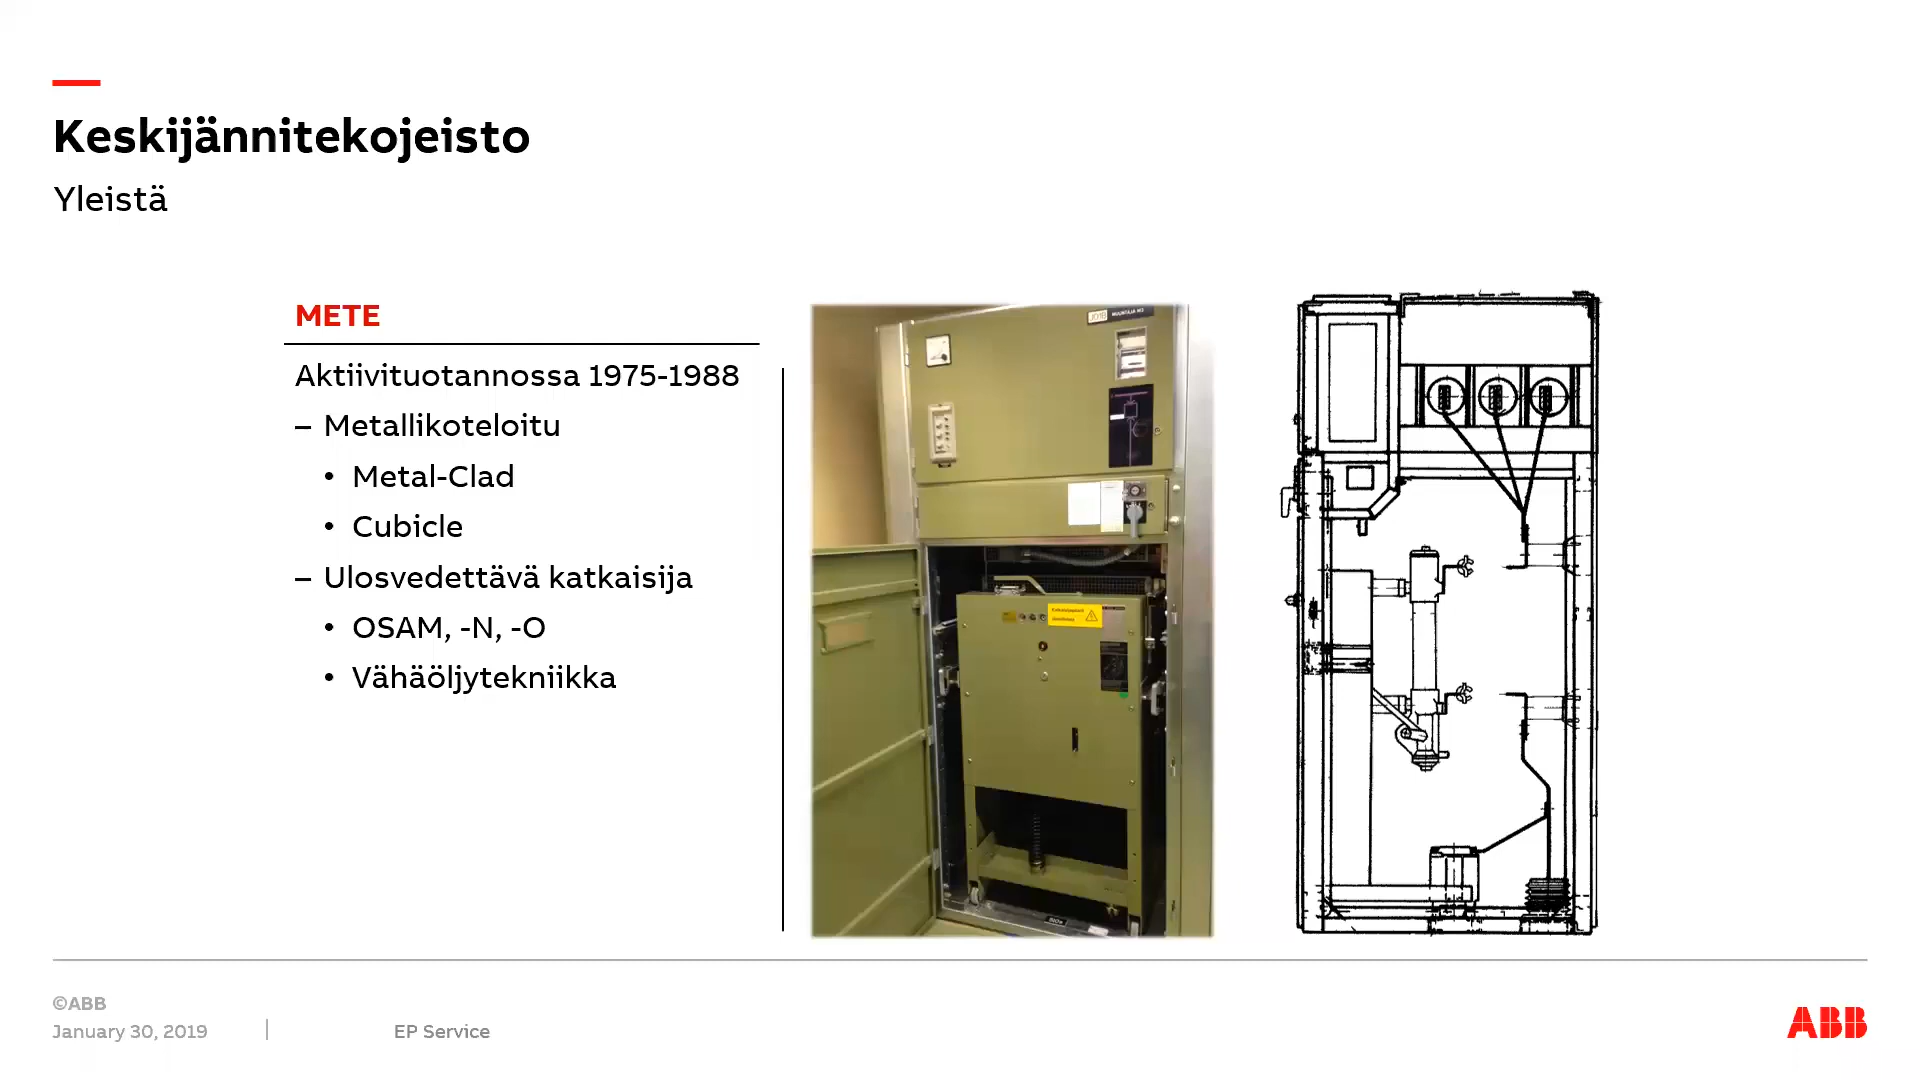 Keskijännitekojeisto
Yleistä
METE
Aktiivituotannossa 1975-1988
– Metallikoteloitu
• Metal-Clad
• Cubicle
– Ulosvedettävä katkaisija
• OSAM, -N, -O
• Vähäöljytekniikka
©ABB
January 30, 2019
EP Service
ABB